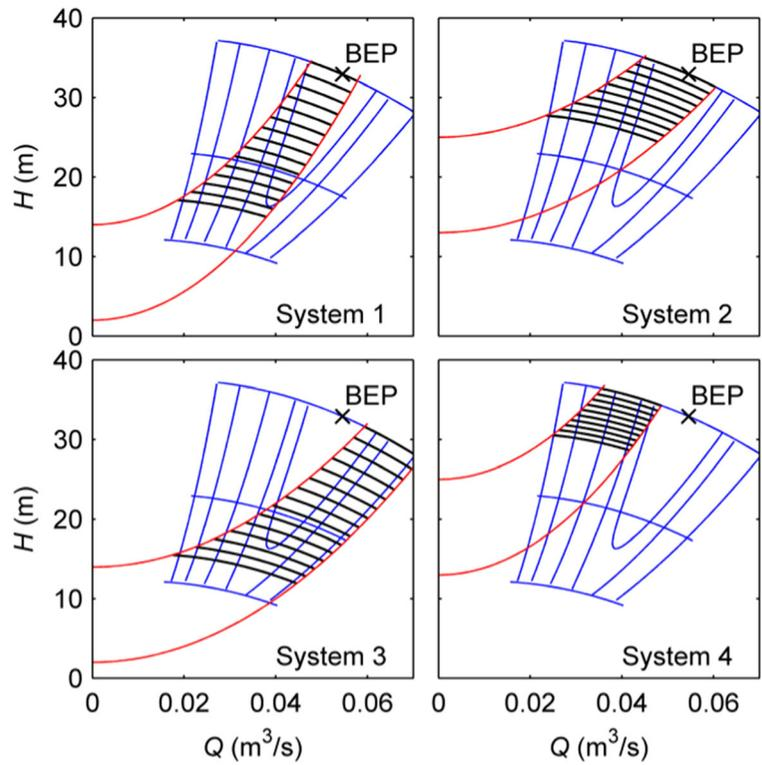 40
BEP
BEP
30
H (m)
20
10
System 1
System 2
0
40
BEP
BEP
30
H (m)
20
10
System 3
System 4
0
0 0.02 0.04 0.06 0 0.02 0.04 0.06
Q (m³/s) Q (m³/s)